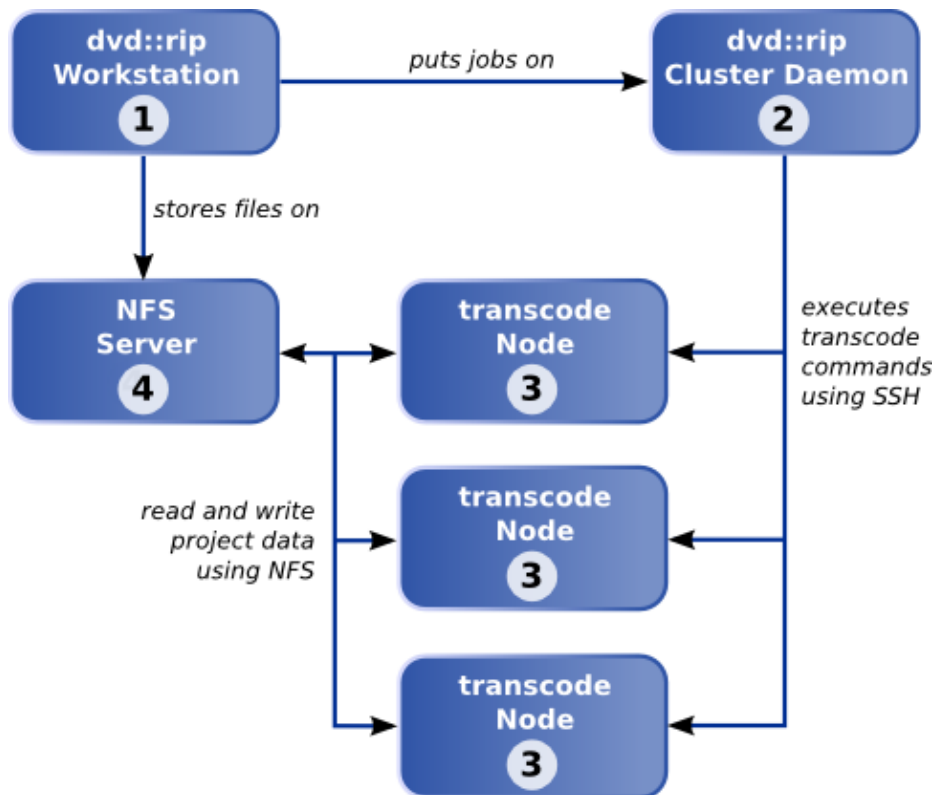 dvd::rip
Workstation
1
puts jobs on
dvd::rip
Cluster Daemon
2
stores files on
NFS
Server
4
transcode
Node
3
executes
transcode
commands
using SSH
read and write
project data
using NFS
transcode
Node
3
transcode
Node
3